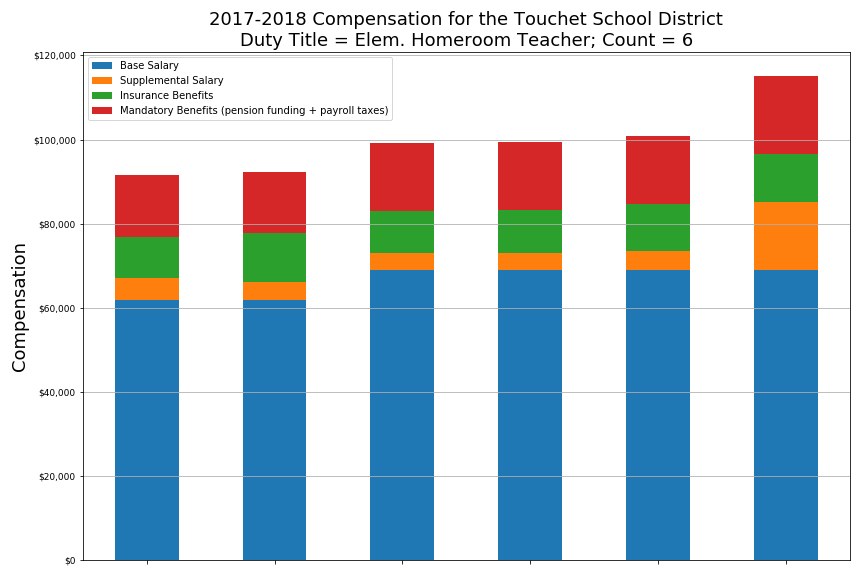 2017-2018 Compensation for the Touchet School District
Duty Title = Elem. Homeroom Teacher; Count = 6
$120,000
Base Salary
Supplemental Salary
Insurance Benefits
Mandatory Benefits (pension funding + payroll taxes)
$100,000
$80,000
$60,000
Compensation
$40,000
$20,000
$0